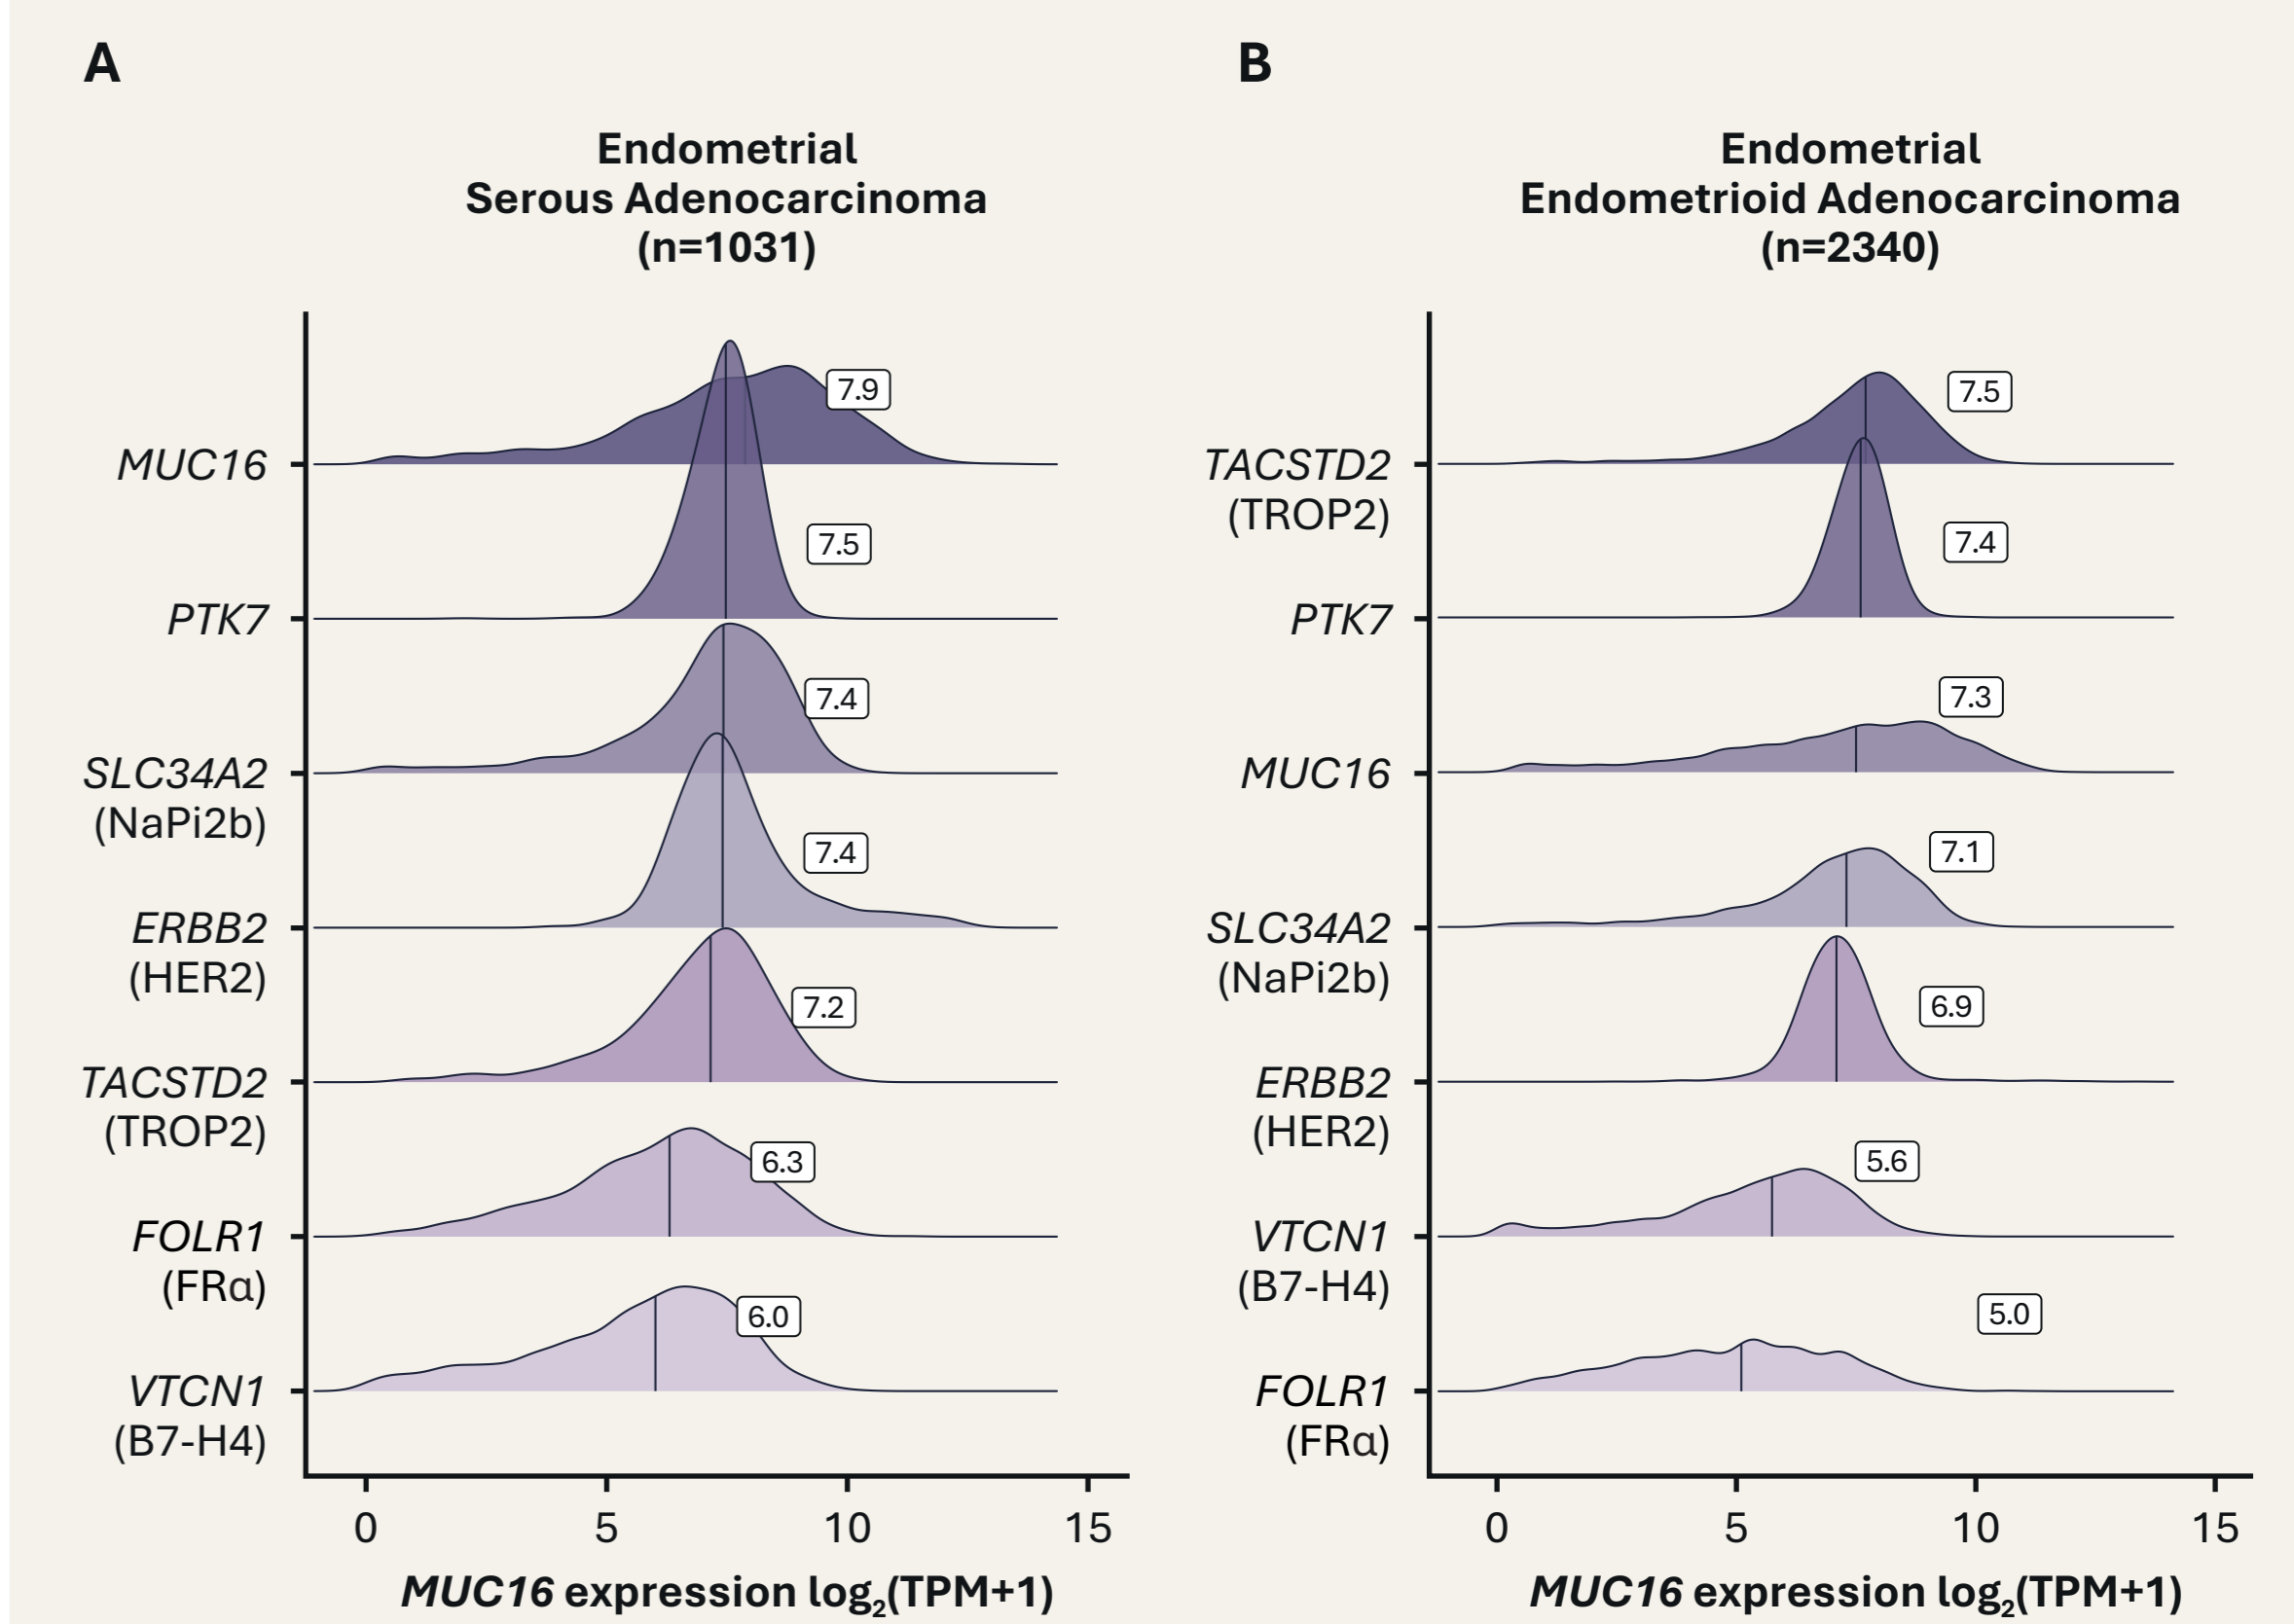 A
Endometrial
Serous Adenocarcinoma
(n=1031)
MUC16
7.9
PTK7
7.5
SLC34A2
(NaPi2b)
7.4
ERBB2
(HER2)
7.4
TACSTD2
(TROP2)
7.2
FOLR1
(FRα)
6.3
VTCN1
(B7-H4)
6.0
0 5 10 15
MUC16 expression log₂(TPM+1)
B
Endometrial
Endometrioid Adenocarcinoma
(n=2340)
TACSTD2
(TROP2)
7.5
PTK7
7.4
MUC16
7.3
SLC34A2
(NaPi2b)
7.1
ERBB2
(HER2)
6.9
VTCN1
(B7-H4)
5.6
FOLR1
(FRα)
5.0
0 5 10 15
MUC16 expression log₂(TPM+1)